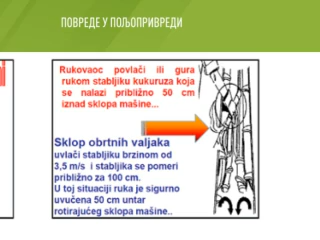 ПОВРЕДЕ У ПОЉОПРИВРЕДИ
Rukovaoc povlači ili gura
rukom stabljiku kukuruza koja
se nalazi približno 50 cm
iznad sklopa mašine...
Sklop obrtnih valjaka
uvlači stabljiku brzinom od
3,5 m/s i stabljika se pomeri
približno za 100 cm.
U toj situaciji ruka je sigurno
uvučena 50 cm untar
rotirajućeg sklopa mašine..